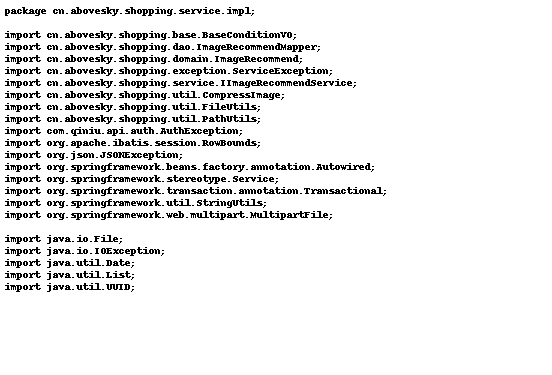 package cn.abovesky.shopping.service.impl;

import cn.abovesky.shopping.base.BaseConditionVO;
import cn.abovesky.shopping.dao.ImageRecommendMapper;
import cn.abovesky.shopping.domain.ImageRecommend;
import cn.abovesky.shopping.exception.ServiceException;
import cn.abovesky.shopping.service.IImageRecommendService;
import cn.abovesky.shopping.util.CompressImage;
import cn.abovesky.shopping.util.FileUtils;
import cn.abovesky.shopping.util.PathUtils;
import com.qiniu.api.auth.AuthException;
import org.apache.ibatis.session.RowBounds;
import org.json.JSONException;
import org.springframework.beans.factory.annotation.Autowired;
import org.springframework.stereotype.Service;
import org.springframework.transaction.annotation.Transactional;
import org.springframework.util.StringUtils;
import org.springframework.web.multipart.MultipartFile;

import java.io.File;
import java.io.IOException;
import java.util.Date;
import java.util.List;
import java.util.UUID;